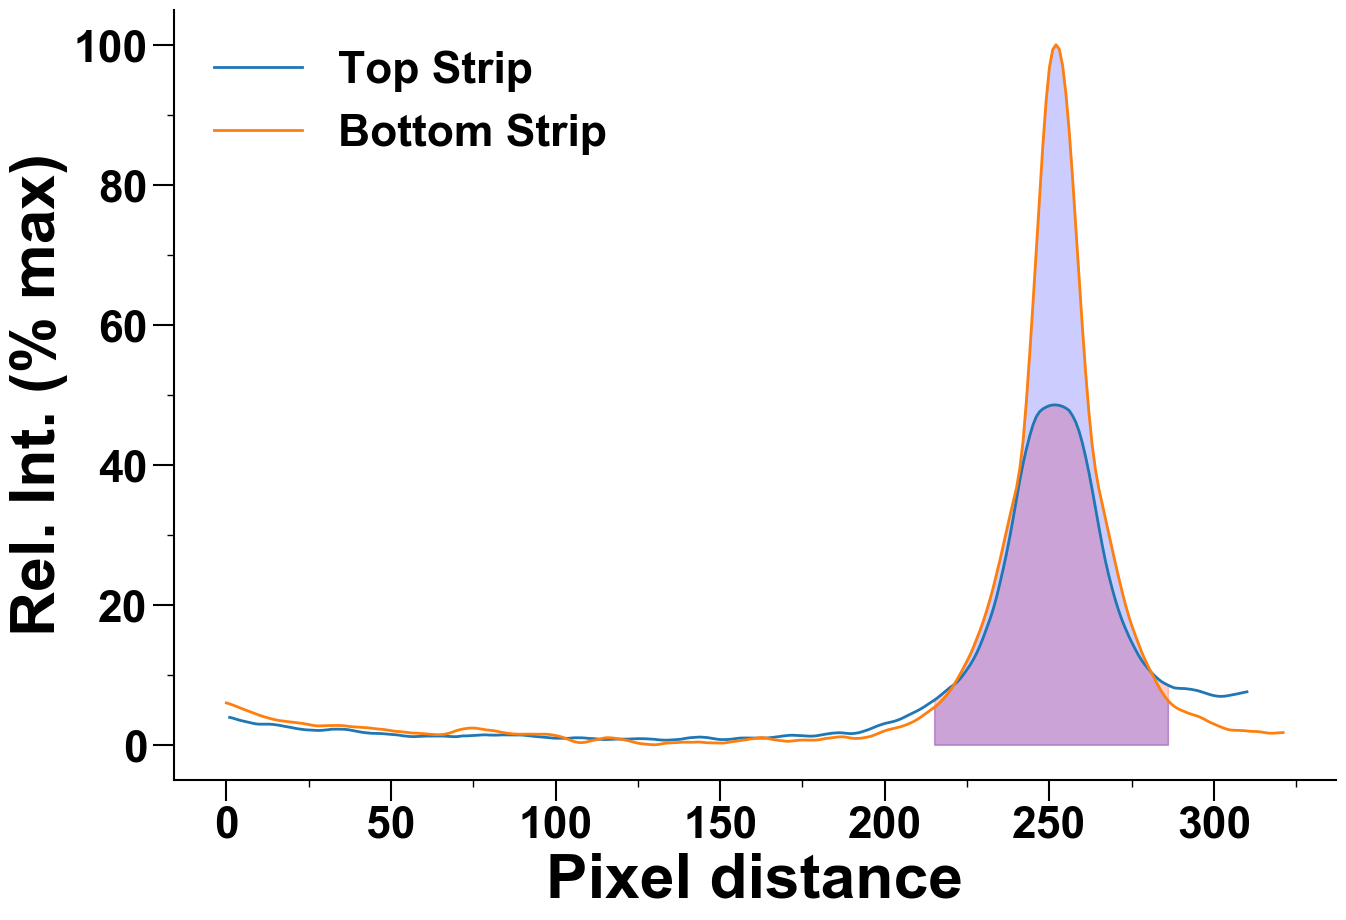 Rel. Int. (% max)
100
80
60
40
20
0
Top Strip
Bottom Strip
0 50 100 150 200 250 300
Pixel distance